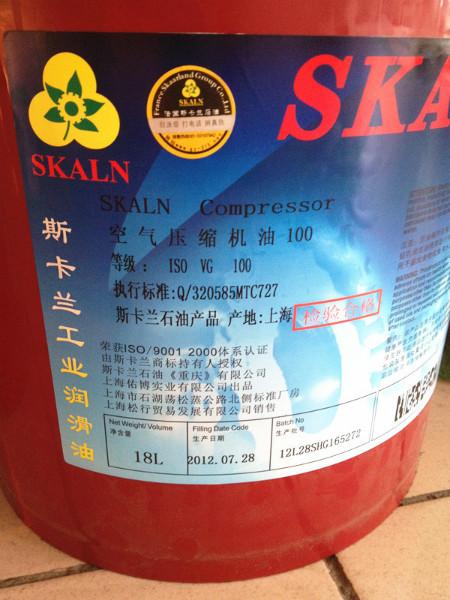 SKALN
France Skaarland Group Co.,Ltd
SKALN
SKA
斯卡兰工业润滑油
SKALN Compressor
空气压缩机油 100
等级: ISO VG 100
执行标准:Q/320585MTC727
斯卡兰石油产品 产地:上海
检验合格
荣获ISO/9001 2000体系认证
由斯卡兰商标持有人授权
斯卡兰石油《重庆》有限公司
上海佑博实业有限公司出品
上海市石湖荡松蒸公路北侧标准厂房
上海松行贸易发展有限公司销售
Net Weight/Volume
净含量
18L
Filling Date Code
生产日期
2012.07.28
Batch No
生产批号
12L28SHG165272